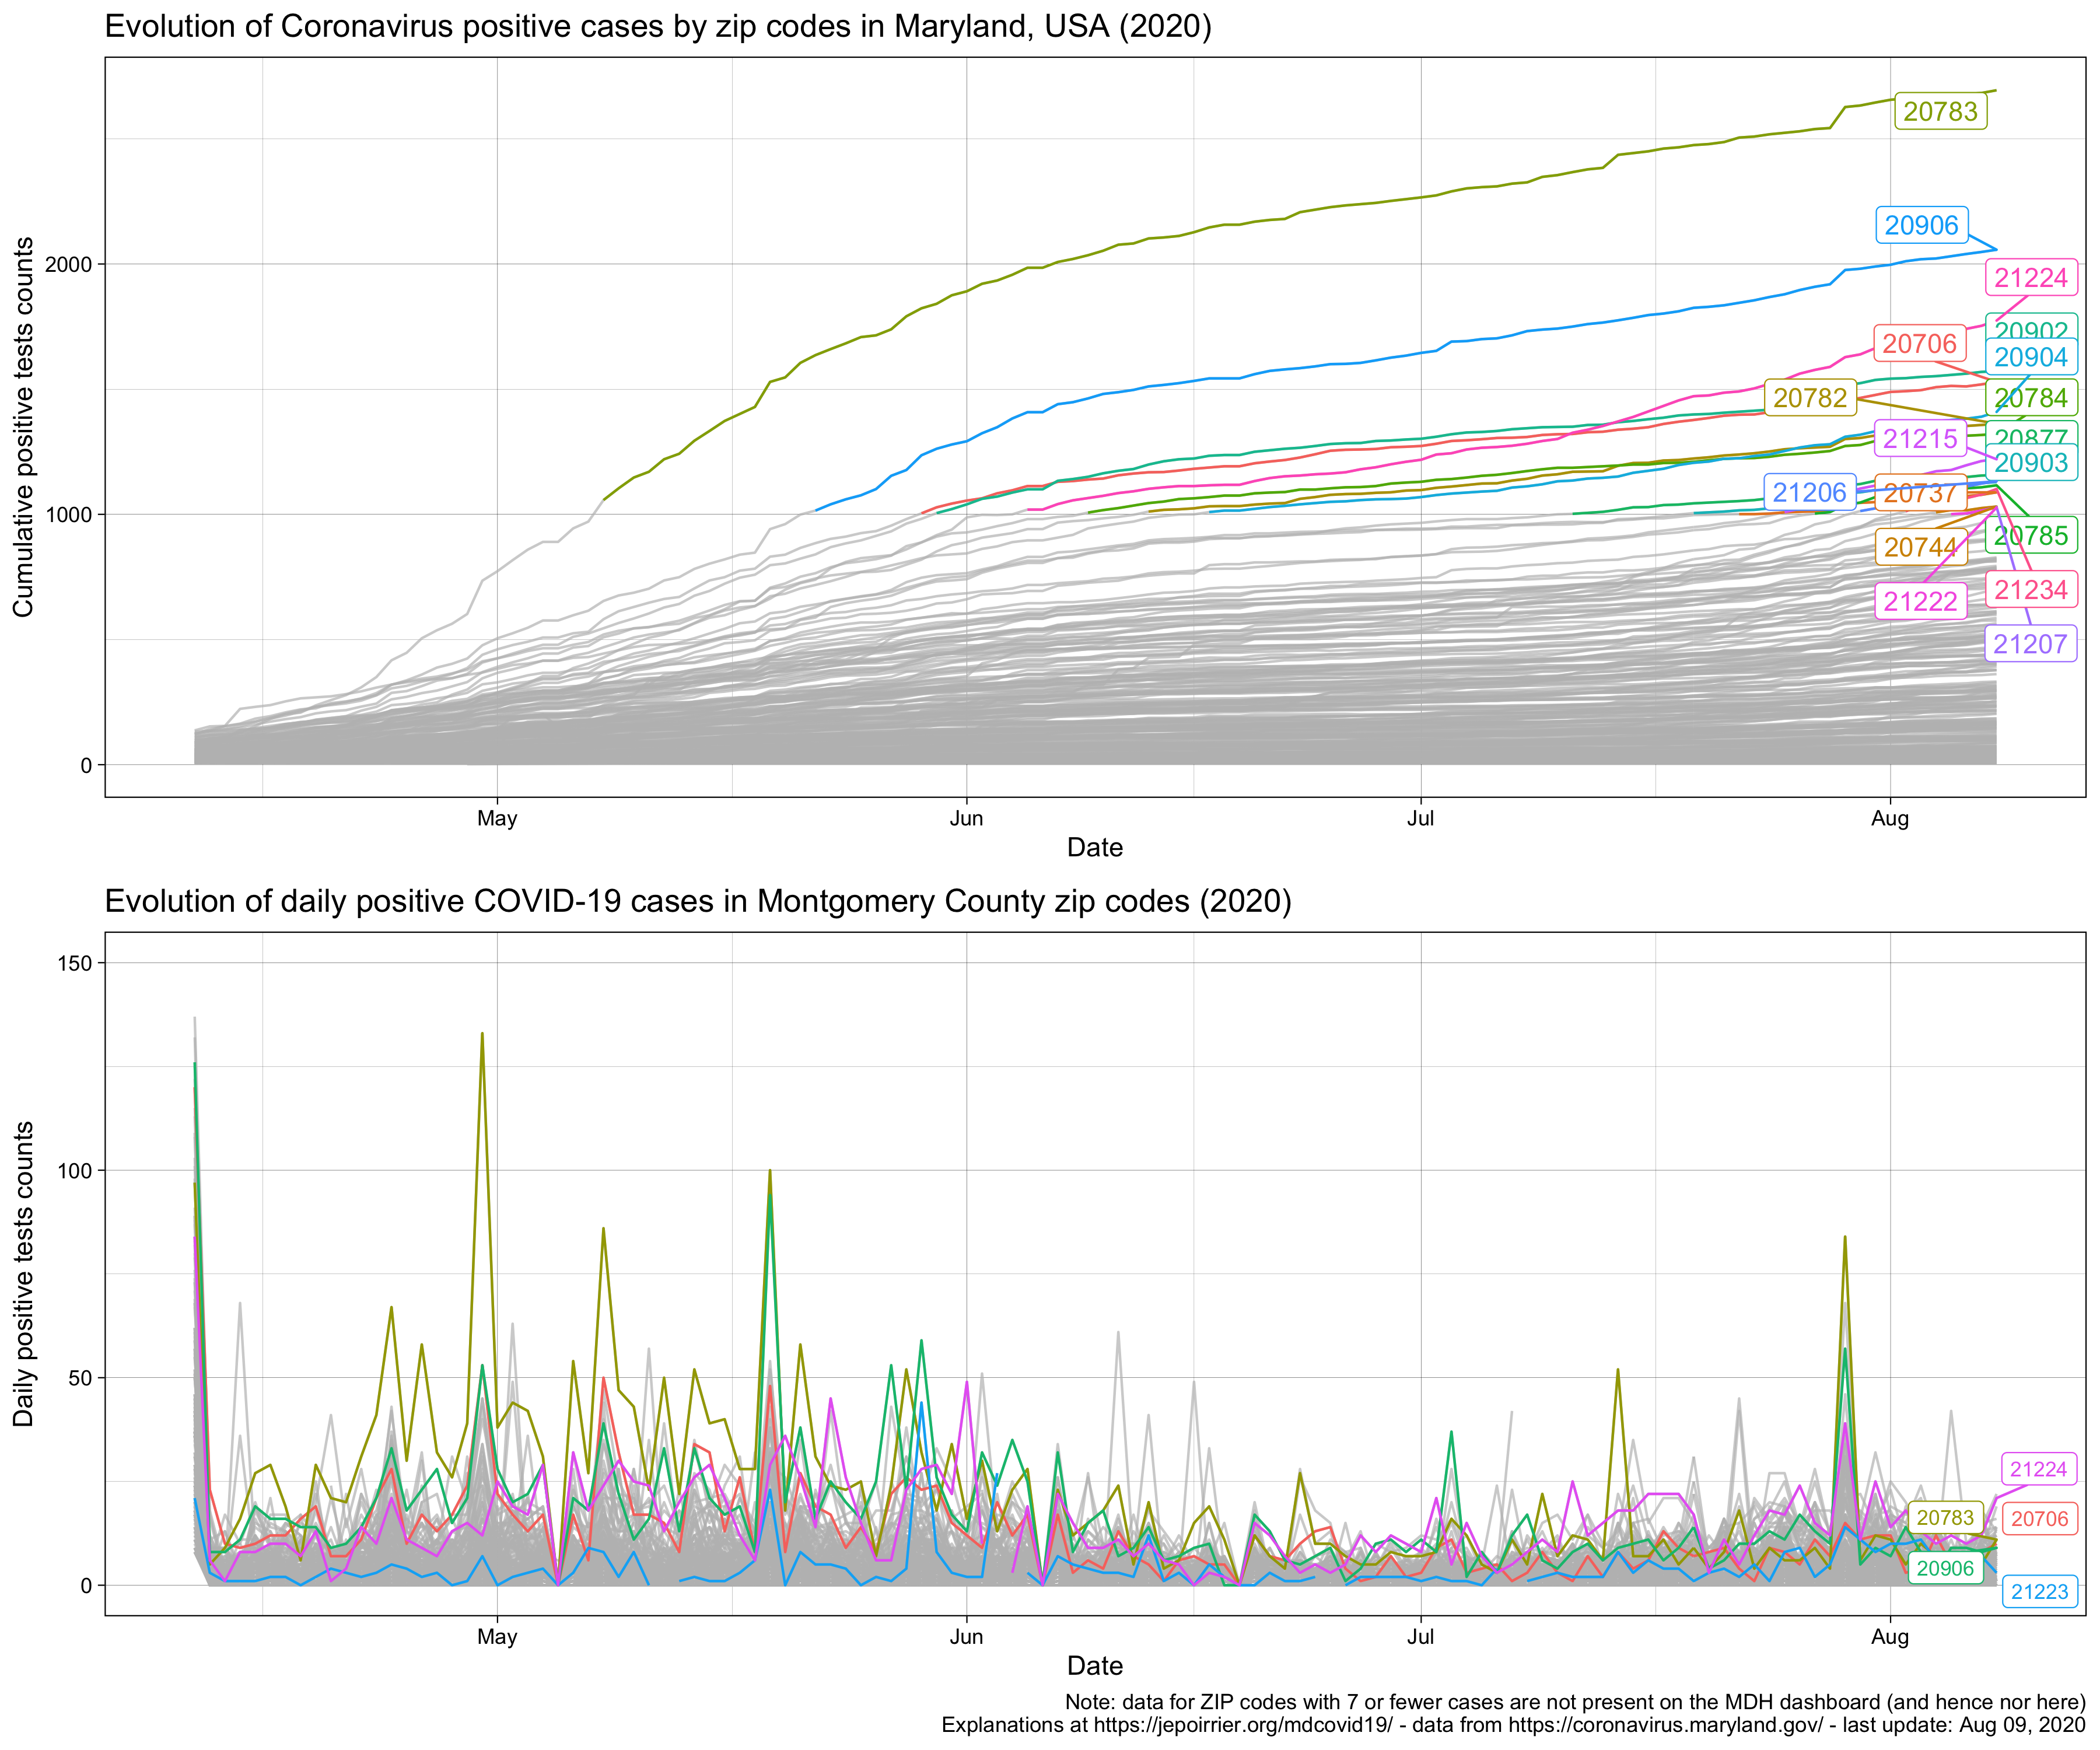 Evolution of Coronavirus positive cases by zip codes in Maryland, USA (2020)
Cumulative positive tests counts
2000
1000
0
20783
20906
21224
20902
20706
20904
20782
20784
21215
20877
20903
21206
20737
20785
20744
21234
21222
21207
May
Jun
Jul
Aug
Date
Evolution of daily positive COVID-19 cases in Montgomery County zip codes (2020)
Daily positive tests counts
150
100
50
0
21224
20783
20706
20906
21223
May
Jun
Jul
Aug
Date
Note: data for ZIP codes with 7 or fewer cases are not present on the MDH dashboard (and hence nor here)
Explanations at https://jepoirrier.org/mdcovid19/ - data from https://coronavirus.maryland.gov/ - last update: Aug 09, 2020